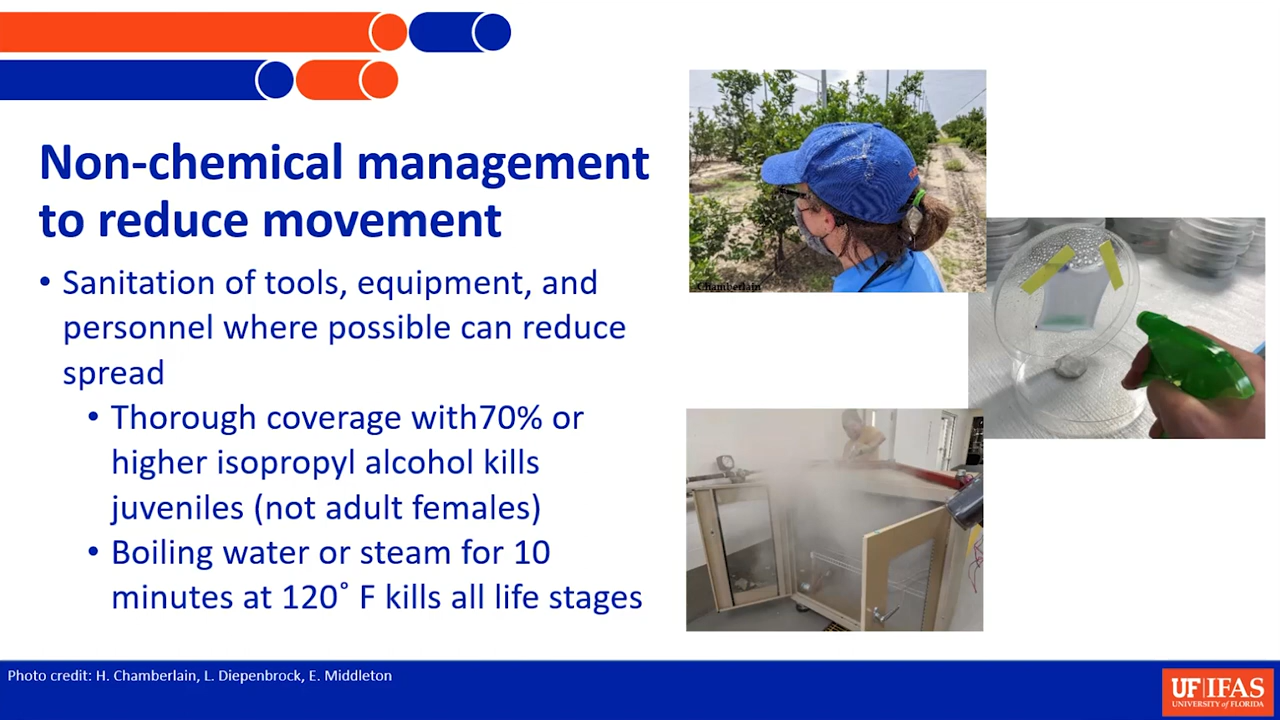 Non-chemical management
to reduce movement
• Sanitation of tools, equipment, and
personnel where possible can reduce
spread
• Thorough coverage with70% or
higher isopropyl alcohol kills
juveniles (not adult females)
• Boiling water or steam for 10
minutes at 120˚ F kills all life stages
Chamberlain
Photo credit: H. Chamberlain, L. Diepenbrock, E. Middleton
UF|IFAS
UNIVERSITY of FLORIDA